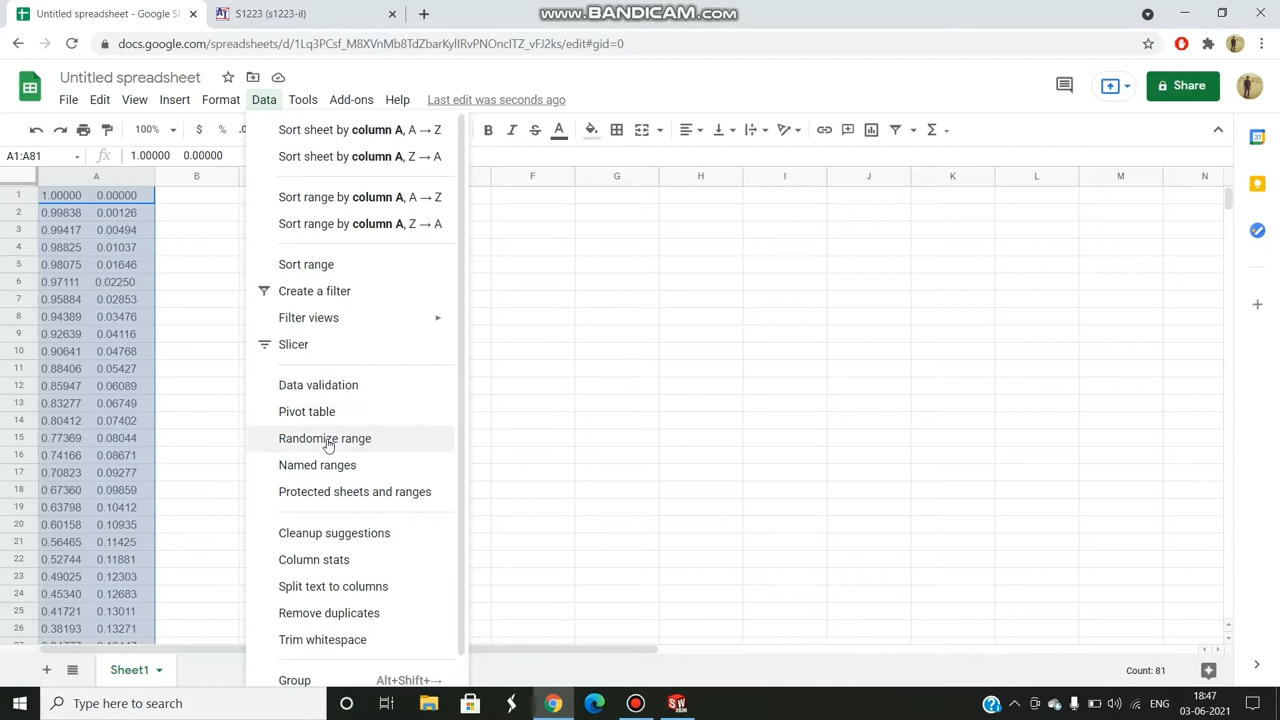 Untitled spreadsheet - Google Sh
S1223 (s1223-il)
www.BANDICAM.com
Untitled spreadsheet
File Edit View Insert Format Data Tools Add-ons Help Last edit was seconds ago
Share
100% $ % .0
A1:A81 fx 1.00000 0.00000
A B F G H I J K L M N
1 1.00000 0.00000
2 0.99838 0.00126
3 0.99417 0.00494
4 0.98825 0.01037
5 0.98075 0.01646
6 0.97111 0.02250
7 0.95884 0.02853
8 0.94389 0.03476
9 0.92639 0.04116
10 0.90641 0.04768
11 0.88406 0.05427
12 0.85947 0.06089
13 0.83277 0.06749
14 0.80412 0.07402
15 0.77369 0.08044
16 0.74166 0.08671
17 0.70823 0.09277
18 0.67360 0.09859
19 0.63798 0.10412
20 0.60158 0.10935
21 0.56465 0.11425
22 0.52744 0.11881
23 0.49025 0.12303
24 0.45340 0.12683
25 0.41721 0.13011
26 0.38193 0.13271
Sort sheet by column A, A → Z
Sort sheet by column A, Z → A
Sort range by column A, A → Z
Sort range by column A, Z → A
Sort range
Create a filter
Filter views
Slicer
Data validation
Pivot table
Randomize range
Named ranges
Protected sheets and ranges
Cleanup suggestions
Column stats
Split text to columns
Remove duplicates
Trim whitespace
Group Alt+Shift+→
Sheet1
Count: 81
Type here to search
ENG
18:47
03-06-2021